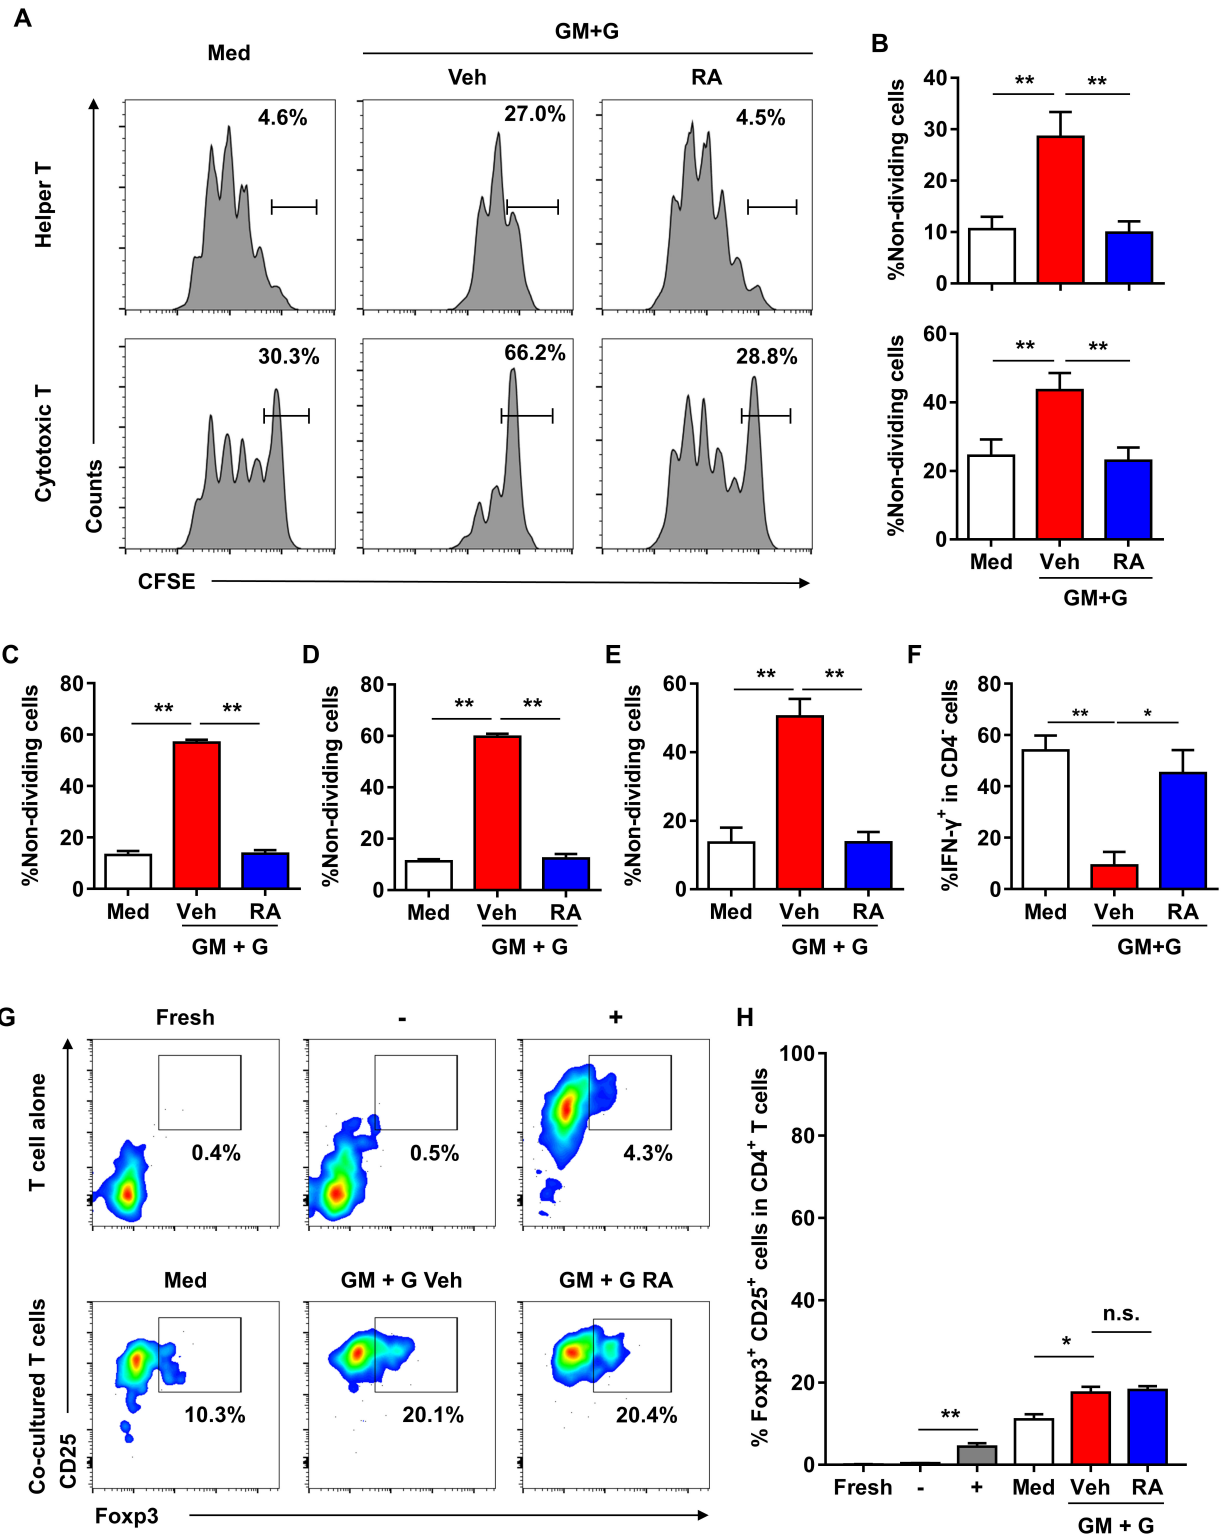 A
Med
GM+G
Veh
RA
Helper T
4.6%
27.0%
4.5%
Cytotoxic T
Counts
30.3%
66.2%
28.8%
CFSE
B
%Non-dividing cells
40
30
20
10
0
**
**
%Non-dividing cells
60
40
20
0
**
**
Med
Veh
RA
GM+G
C
%Non-dividing cells
80
60
40
20
0
**
**
Med
Veh
RA
GM + G
D
%Non-dividing cells
80
60
40
20
0
**
**
Med
Veh
RA
GM + G
E
%Non-dividing cells
60
40
20
0
**
**
Med
Veh
RA
GM + G
F
%IFN-γ⁺ in CD4⁻ cells
80
60
40
20
0
**
*
Med
Veh
RA
GM+G
G
Fresh
-
+
T cell alone
0.4%
0.5%
4.3%
Med
GM + G Veh
GM + G RA
Co-cultured T cells
CD25
10.3%
20.1%
20.4%
Foxp3
H
% Foxp3⁺ CD25⁺ cells in CD4⁺ T cells
100
80
60
40
20
0
**
*
n.s.
Fresh
-
+
Med
Veh
RA
GM + G